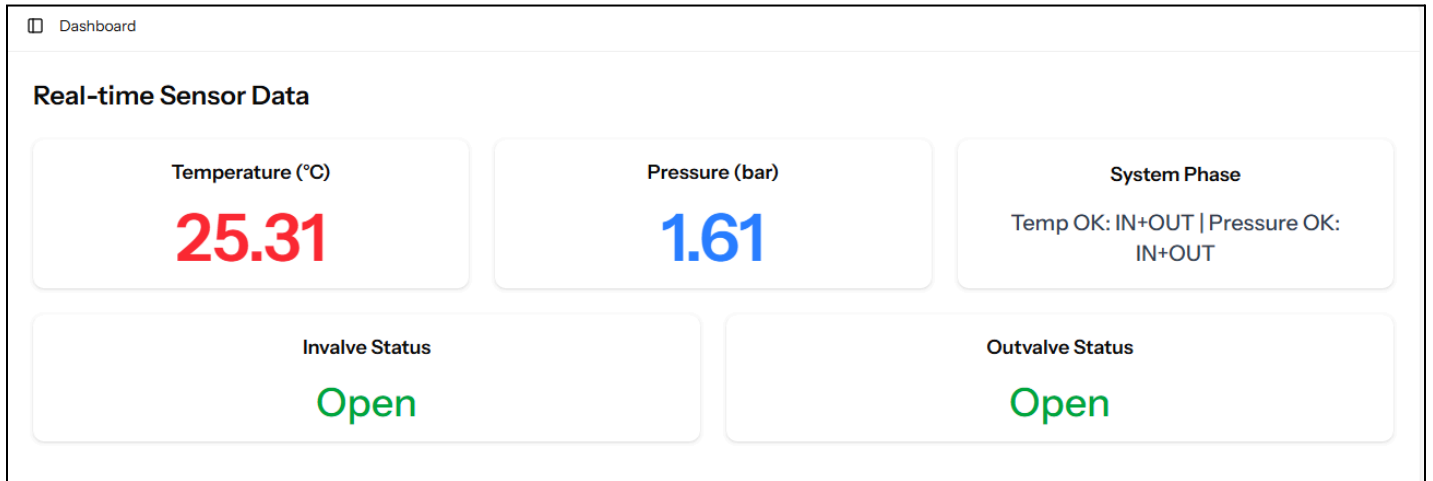 Dashboard
Real-time Sensor Data
Temperature (°C)
25.31
Pressure (bar)
1.61
System Phase
Temp OK: IN+OUT | Pressure OK:
IN+OUT
Invalve Status
Open
Outvalve Status
Open